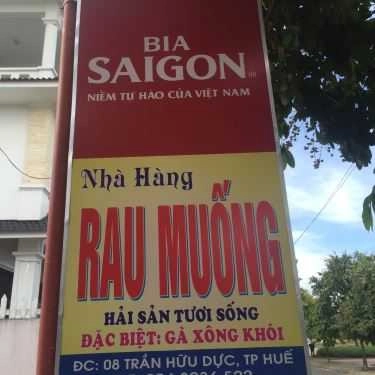 BIA
SAIGON
NIỀM TỰ HÀO CỦA VIỆT NAM
Nhà Hàng
RAU MUỐNG
HẢI SẢN TƯƠI SỐNG
ĐẶC BIỆT: GÀ XÔNG KHÓI
ĐC: 08 TRẦN HỮU DỰC, TP HUẾ